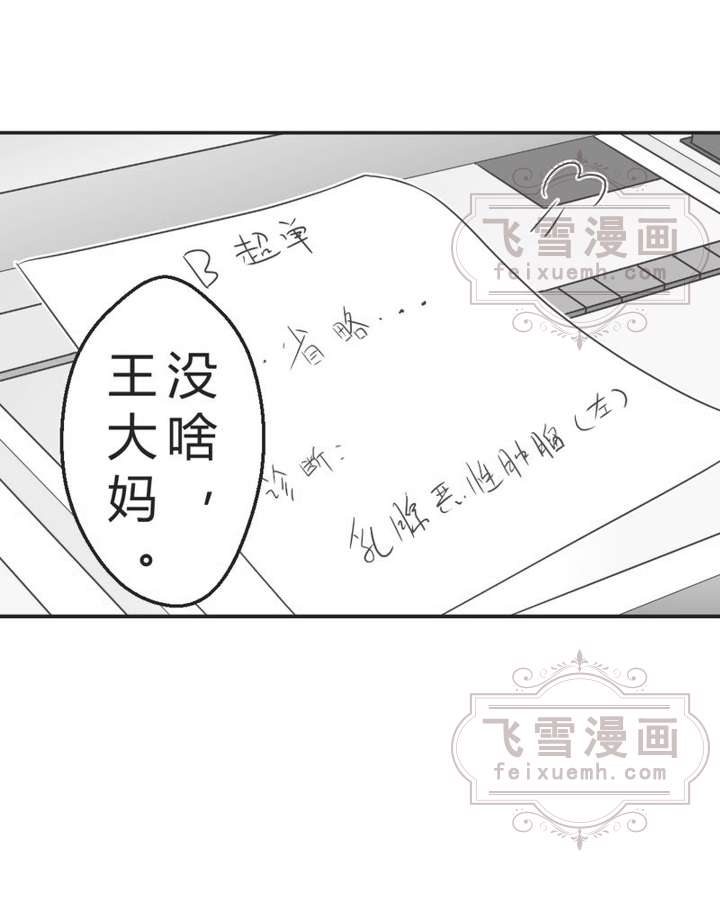 飞雪漫画
feixuemh.com
B超单
...省略...
诊断：
乳腺恶性肿瘤(左)
没啥，
王大妈。
飞雪漫画
feixuemh.com